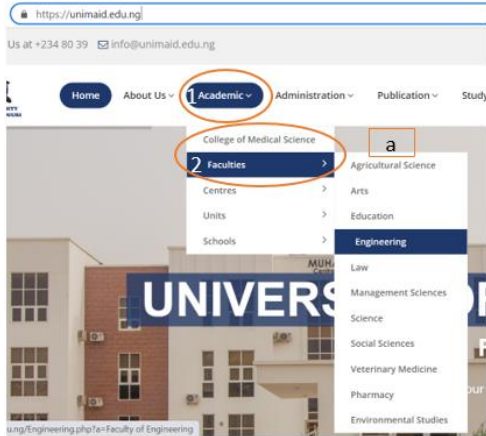 https://unimaid.edu.ng
Us at +234 80 39 info@unimaid.edu.ng
Home About Us 1 Academic Administration Publication Study
College of Medical Science
2 Faculties
Centres
Units
Schools
a
Agricultural Science
Arts
Education
Engineering
Law
Management Sciences
Science
Social Sciences
Veterinary Medicine
Pharmacy
Environmental Studies
MUHA
UNIVERS
u.ng/Engineering.php?a=Faculty of Engineering